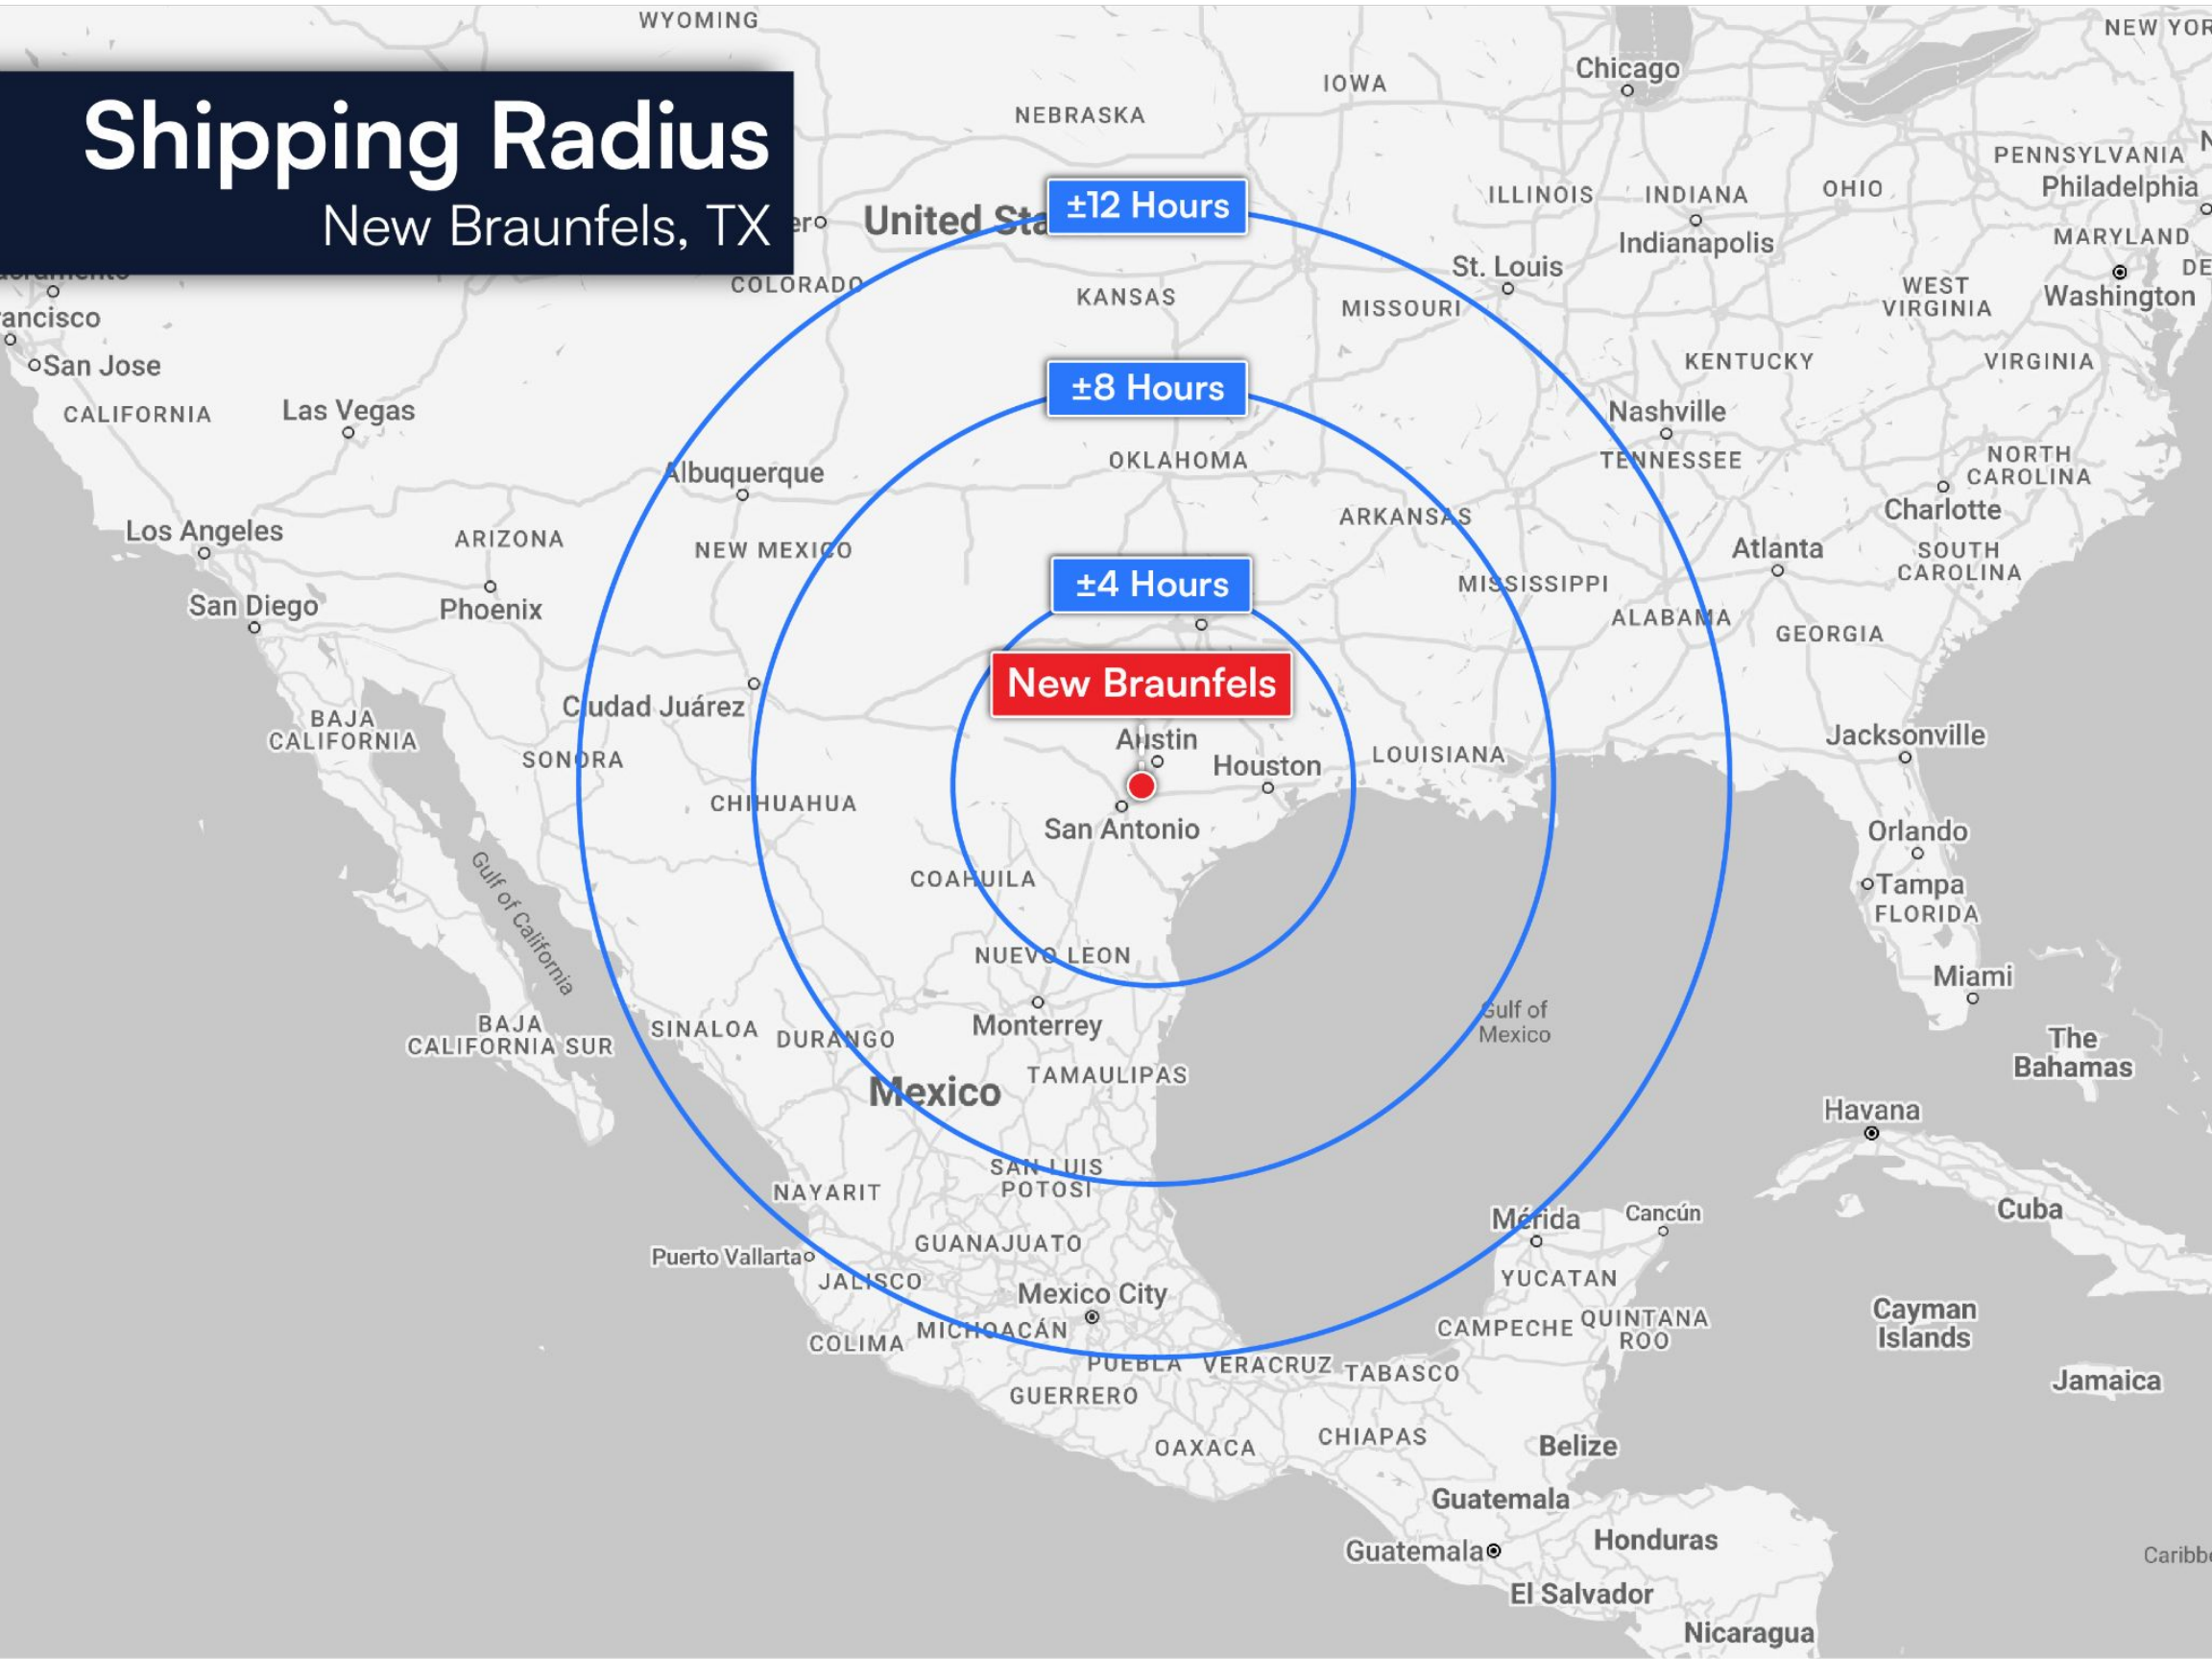 WYOMING
NEW YOR
Chicago
IOWA
NEBRASKA
Shipping Radius
New Braunfels, TX
PENNSYLVANIA
Philadelphia
±12 Hours
United Sta
ILLINOIS
INDIANA
OHIO
Indianapolis
MARYLAND
DE
St. Louis
COLORADO
KANSAS
MISSOURI
WEST
VIRGINIA
Washington
ancisco
San Jose
KENTUCKY
VIRGINIA
±8 Hours
CALIFORNIA
Las Vegas
Nashville
Albuquerque
OKLAHOMA
TENNESSEE
NORTH
CAROLINA
Charlotte
ARKANSAS
Los Angeles
ARIZONA
NEW MEXICO
Atlanta
SOUTH
CAROLINA
±4 Hours
MISSISSIPPI
San Diego
Phoenix
ALABAMA
GEORGIA
New Braunfels
Ciudad Juárez
BAJA
CALIFORNIA
Austin
Jacksonville
SONORA
Houston
LOUISIANA
CHIHUAHUA
San Antonio
Orlando
COAHUILA
Tampa
FLORIDA
Gulf of California
NUEVO LEON
Miami
Monterrey
Gulf of
Mexico
BAJA
CALIFORNIA SUR
SINALOA
DURANGO
The
Bahamas
Mexico
TAMAULIPAS
Havana
SAN LUIS
POTOSI
NAYARIT
Mérida
Cancún
Cuba
Puerto Vallarta
GUANAJUATO
JALISCO
YUCATAN
Mexico City
MICHOACÁN
COLIMA
CAMPECHE
QUINTANA
ROO
Cayman
Islands
PUEBLA
VERACRUZ
TABASCO
GUERRERO
Jamaica
OAXACA
CHIAPAS
Belize
Guatemala
Honduras
Guatemala
Caribb
El Salvador
Nicaragua